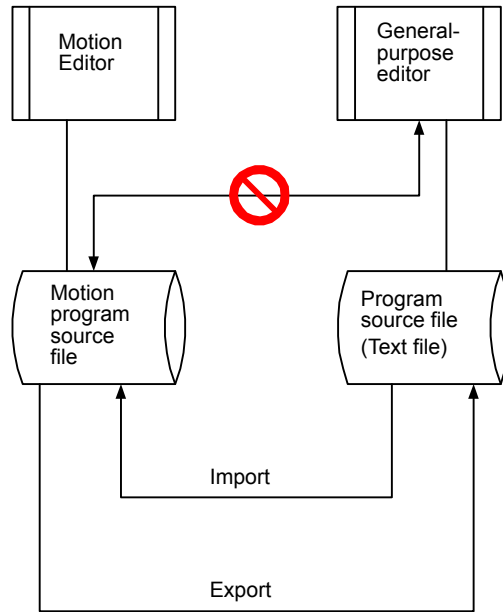 Motion
Editor
General-
purpose
editor
Motion
program
source
file
Program
source file
(Text file)
Import
Export